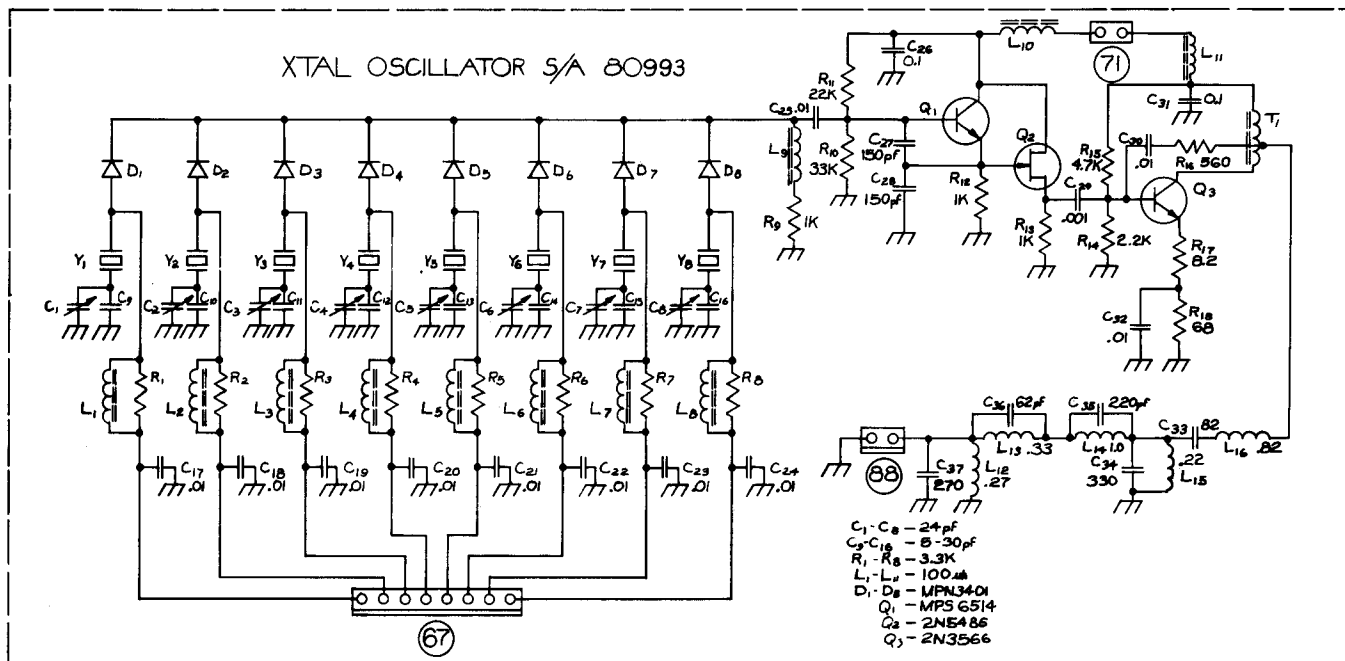 XTAL OSCILLATOR S/A 80993
D1 D2 D3 D4 D5 D6 D7 D8
Y1 Y2 Y3 Y4 Y5 Y6 Y7 Y8
C1 C9 C2 C10 C3 C11 C4 C12 C5 C13 C6 C14 C7 C15 C8 C16
L1 R1 L2 R2 L3 R3 L4 R4 L5 R5 L6 R6 L7 R7 L8 R8
C17 .01 C18 .01 C19 .01 C20 .01 C21 .01 C22 .01 C23 .01 C24 .01
67
C26 0.1
L10
71
L11
R11 22K
C25 .01
Q1
C31 0.1
T1
L9
R10 33K
C27 150pf
Q2
R15 4.7K
C30 .01
R16 560
C28 150pf
R12 1K
C29 .001
Q3
R9 1K
R13 1K
R14 2.2K
R17 8.2
C32 .01
R18 68
C36 62pf
C35 220pf
C33 82
L13 .33
L14 1.0
L16 .82
88
C37 270
L12 .27
C34 330
.22 L15
C1-C8 - 24pf
C9-C16 - 5-30pf
R1-R8 - 3.3K
L1-L11 - 100uh
D1-D8 - MPN3401
Q1 - MPS 6514
Q2 - 2N5485
Q3 - 2N3566